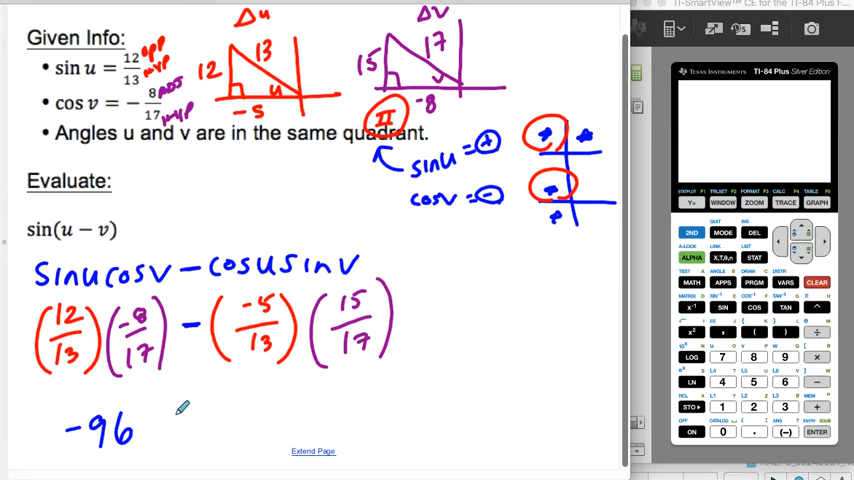 TI-SmartView™ CE for the TI-84 Plus F
Δu
Δv
Given Info:
• sin u = 12/13 opp hyp
12 13 u -5
15 17 v -8
• cos v = − 8/17 ADJ hyp
• Angles u and v are in the same quadrant.
II
sin u = +
cos v = -
Evaluate:
sin(u − v)
sin u cos v − cos u sin v
(12/13)(-8/17) − (-5/13)(15/17)
-96
Extend Page
TEXAS INSTRUMENTS TI-84 Plus Silver Edition
STAT PLOT F1 TBLSET F2 FORMAT F3 CALC F4 TABLE F5
Y= WINDOW ZOOM TRACE GRAPH
QUIT INS
2ND MODE DEL
A-LOCK LINK LIST
ALPHA X,T,θ,n STAT
TEST A ANGLE B DRAW C DISTR
MATH APPS PRGM VARS CLEAR
MATRIX D SIN⁻¹ E COS⁻¹ F TAN⁻¹ G π H
x⁻¹ SIN COS TAN ^
x² , ( ) ÷
LOG 7 8 9 ×
LN 4 5 6 −
RCL X L1 Y L2 Z L3 θ MEM "
STO▸ 1 2 3 +
OFF CATALOG i ANS ? ENTRY SOLVE
ON 0 . (−) ENTER